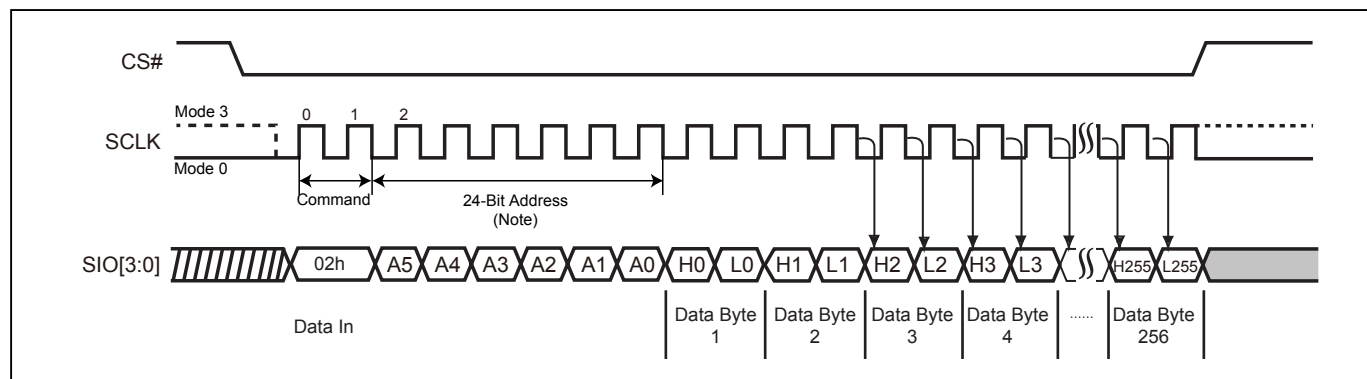 CS#
Mode 3
0 1 2
SCLK
Mode 0
Command
24-Bit Address
(Note)
SIO[3:0]
02h A5 A4 A3 A2 A1 A0 H0 L0 H1 L1 H2 L2 H3 L3 H255 L255
Data In
Data Byte
1
Data Byte
2
Data Byte
3
Data Byte
4
......
Data Byte
256